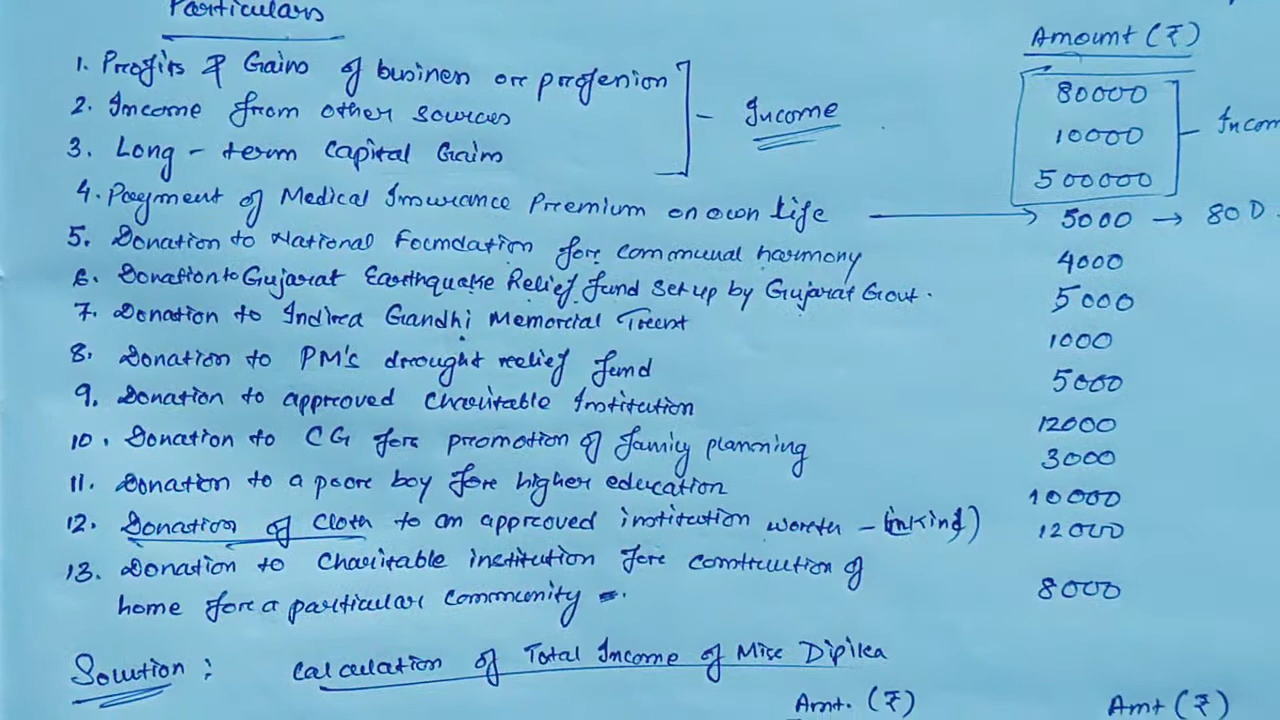 Particulars
Amount (₹)
1. Profits & Gains of business or profession
80000
2. Income from other sources
- Income
10000
- Incom
3. Long-term Capital Gain
500000
4. Payment of Medical Insurance Premium on own life
5000 → 80D.
5. Donation to National Foundation for communal harmony
4000
6. Donation to Gujarat Earthquake Relief fund set up by Gujarat Govt.
5000
7. Donation to Indira Gandhi Memorial Trust
1000
8. Donation to PM's drought relief fund
5000
9. Donation to approved charitable Institution
12000
10. Donation to CG for promotion of family planning
3000
11. Donation to a poor boy for higher education
10000
12. Donation of cloth to an approved institution worth - (in kind)
12000
13. Donation to Charitable institution for construction of
home for a particular community.
8000
Solution: Calculation of Total Income of Miss Dipika
Amt. (₹) Amt (₹)